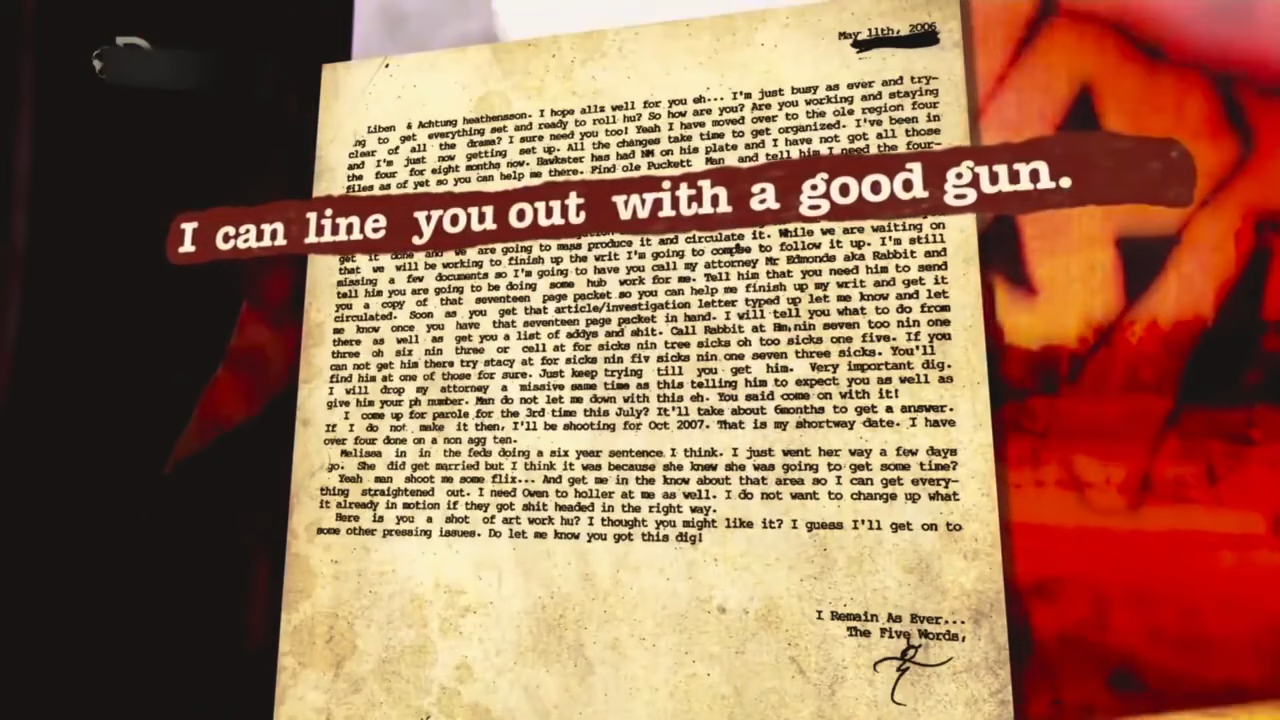 May 11th, 2006
Liben & Achtung heathensson. I hope allz well for you eh... I'm just busy as ever and try-
ng to get everything set and ready to roll hu? So how are you? Are you working and staying
clear of all the drama? I sure need you too! Yeah I have moved over to the ole region four
and I'm just now getting set up. All the changes take time to get organized. I've been in
the four for eight months now. Hawkster has had NM on his plate and I have not got all those
files as of yet so you can help me there. Find ole Puckett Man and tell him I need the four-
I can line you out with a good gun.
get it done and we are going to mass produce it and circulate it. While we are waiting on
that we will be working to finish up the writ I'm going to to follow it up. I'm still
missing a few documents so I'm going to have you call my attorney Mr Edmonds aka Rabbit and
tell him you are going to be doing some hub work for me. Tell him that you need him to send
you a copy of that seventeen page packet so you can help me finish up my writ and get it
circulated. Soon as you get that article/investigation letter typed up let me know and let
me know once you have that seventeen page packet in hand. I will tell you what to do from
there as well as get you a list of addys and shit. Call Rabbit at Hm,nin seven too nin one
three oh six nin three or cell at for sicks nin tree sicks oh too sicks one five. If you
can not get him there try stacy at for sicks nin fiv sicks nin one seven three sicks. You'll
find him at one of those for sure. Just keep trying till you get him. Very important dig.
I will drop my attorney a missive same time as this telling him to expect you as well as
give him your ph number. Man do not let me down with this eh. You said come on with it!
I come up for parole for the 3rd time this July? It'll take about 6months to get a answer.
If I do not make it then, I'll be shooting for Oct 2007. That is my shortway date. I have
over four done on a non agg ten.
Melissa in in the feds doing a six year sentence I think. I just went her way a few days
go. She did get married but I think it was because she knew she was going to get some time?
Yeah man shoot me some flix... And get me in the know about that area so I can get every-
thing straightened out. I need Owen to holler at me as well. I do not want to change up what
it already in motion if they got shit headed in the right way.
Here is you a shot of art work hu? I thought you might like it? I guess I'll get on to
some other pressing issues. Do let me know you got this dig!
I Remain As Ever...
The Five Words,